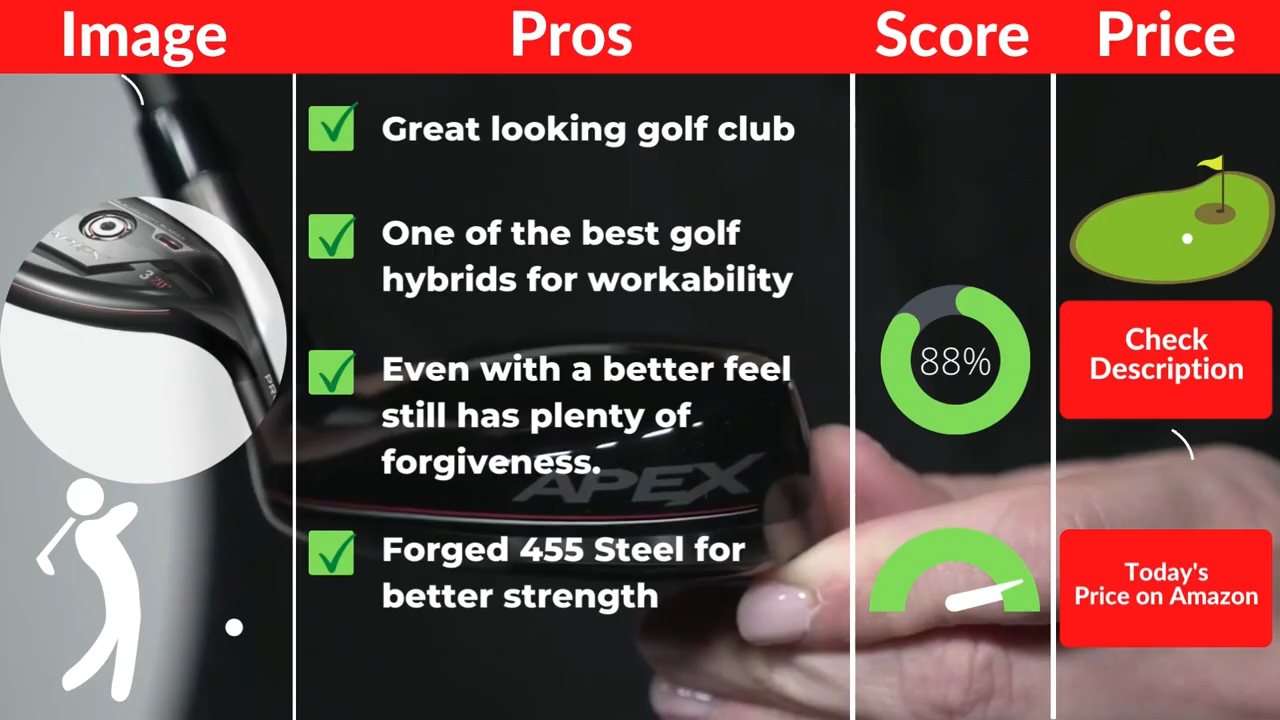 Image
Pros
Score
Price
Great looking golf club
One of the best golf
hybrids for workability
Even with a better feel
still has plenty of
forgiveness.
Forged 455 Steel for
better strength
APEX
APEX
3 20°
PR
88%
Check
Description
Today's
Price on Amazon